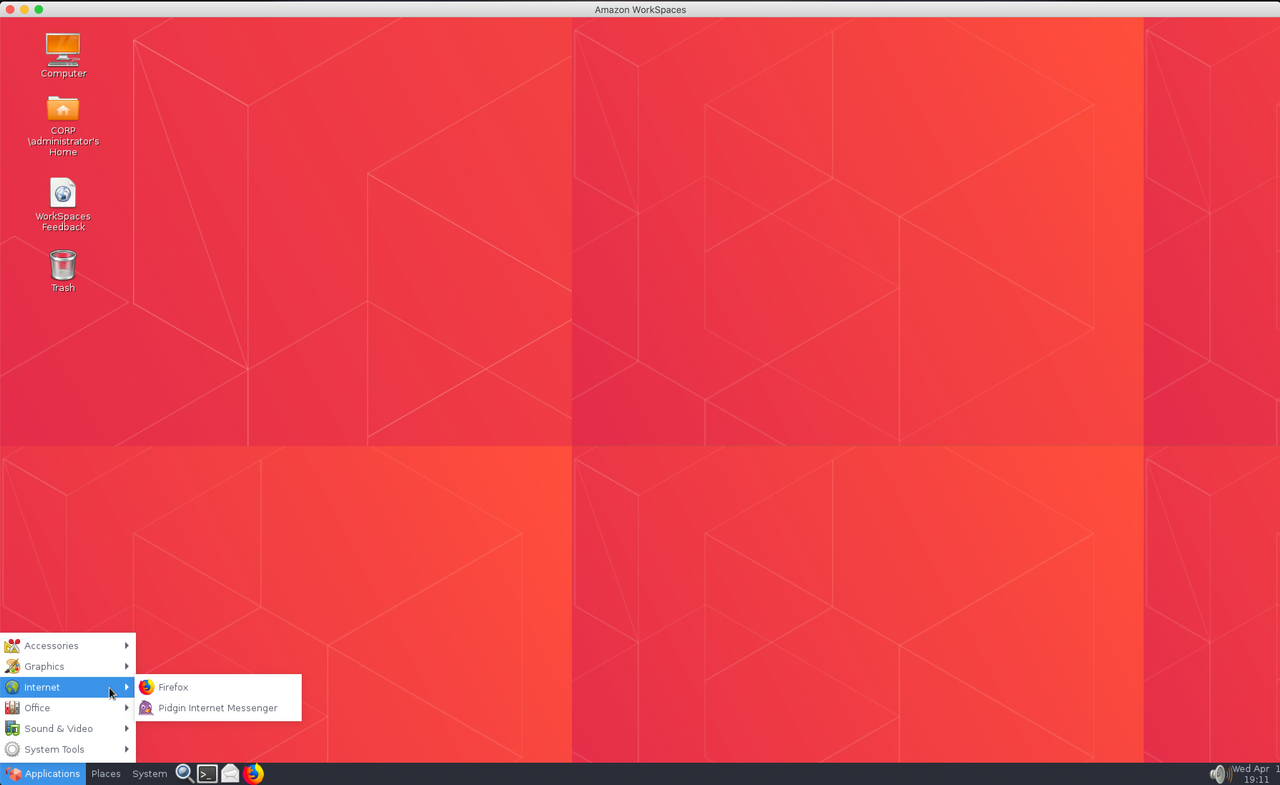 Amazon WorkSpaces
Computer
CORP
\administrator's
Home
WorkSpaces
Feedback
Trash
Accessories
Graphics
Internet
Office
Sound & Video
System Tools
Firefox
Pidgin Internet Messenger
Applications Places System
Wed Apr 1
19:11